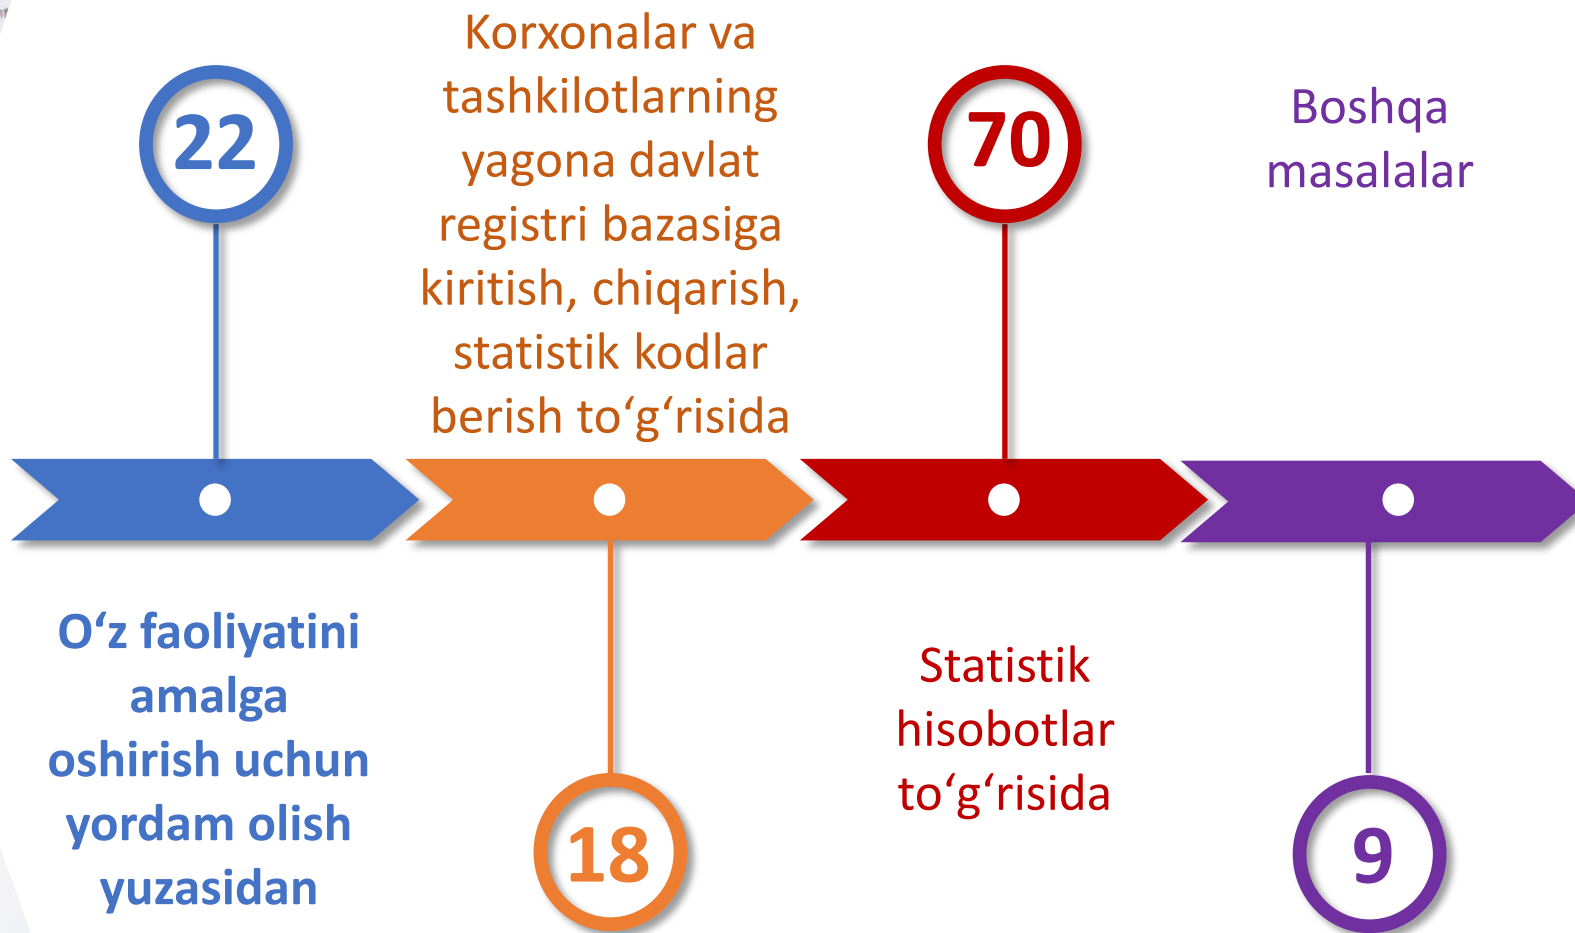 22
O‘z faoliyatini
amalga
oshirish uchun
yordam olish
yuzasidan
Korxonalar va
tashkilotlarning
yagona davlat
registri bazasiga
kiritish, chiqarish,
statistik kodlar
berish to‘g‘risida
18
70
Statistik
hisobotlar
to‘g‘risida
Boshqa
masalalar
9